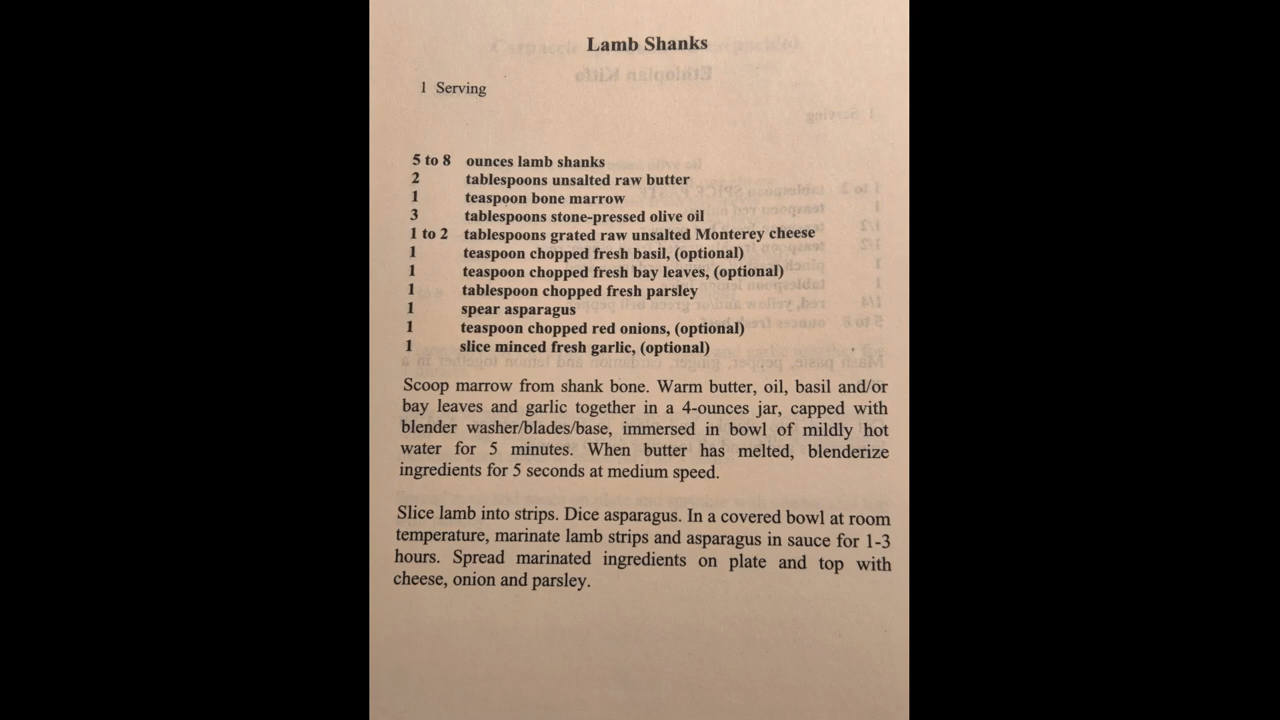 Lamb Shanks
1 Serving
5 to 8 ounces lamb shanks
2 tablespoons unsalted raw butter
1 teaspoon bone marrow
3 tablespoons stone-pressed olive oil
1 to 2 tablespoons grated raw unsalted Monterey cheese
1 teaspoon chopped fresh basil, (optional)
1 teaspoon chopped fresh bay leaves, (optional)
1 tablespoon chopped fresh parsley
1 spear asparagus
1 teaspoon chopped red onions, (optional)
1 slice minced fresh garlic, (optional)
Scoop marrow from shank bone. Warm butter, oil, basil and/or
bay leaves and garlic together in a 4-ounces jar, capped with
blender washer/blades/base, immersed in bowl of mildly hot
water for 5 minutes. When butter has melted, blenderize
ingredients for 5 seconds at medium speed.
Slice lamb into strips. Dice asparagus. In a covered bowl at room
temperature, marinate lamb strips and asparagus in sauce for 1-3
hours. Spread marinated ingredients on plate and top with
cheese, onion and parsley.